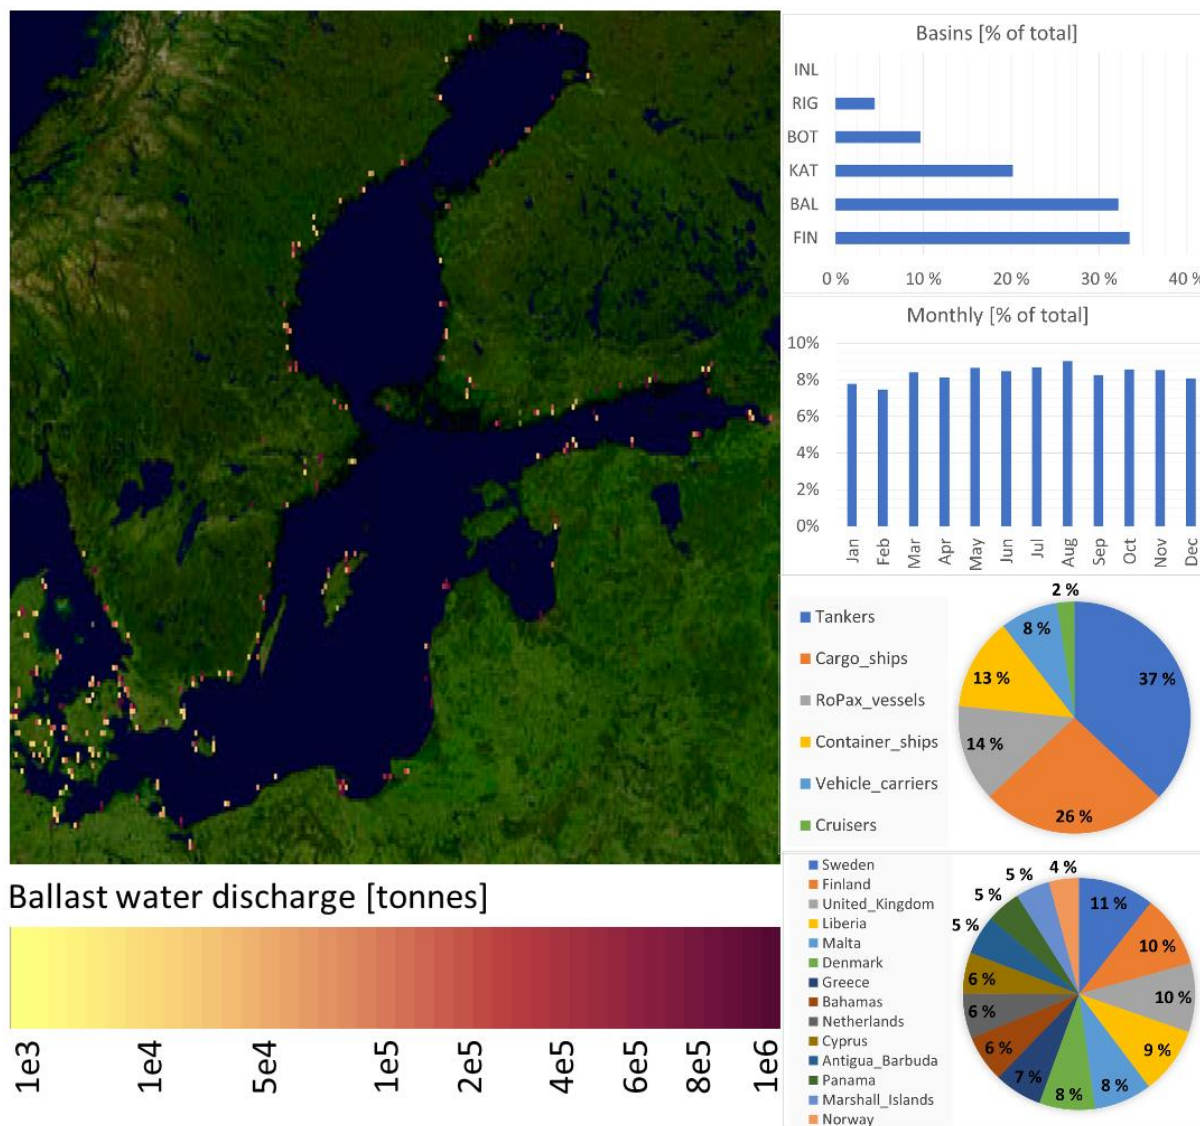 Basins [% of total]
INL
RIG
BOT
KAT
BAL
FIN
0 %
10 %
20 %
30 %
40 %
Monthly [% of total]
10%
8%
6%
4%
2%
0%
Jan
Feb
Mar
Apr
May
Jun
Jul
Aug
Sep
Oct
Nov
Dec
Tankers
Cargo_ships
RoPax_vessels
Container_ships
Vehicle_carriers
Cruisers
2 %
8 %
13 %
37 %
14 %
26 %
Ballast water discharge [tonnes]
1e3
1e4
5e4
1e5
2e5
4e5
6e5
8e5
1e6
Sweden
Finland
United_Kingdom
Liberia
Malta
Denmark
Greece
Bahamas
Netherlands
Cyprus
Antigua_Barbuda
Panama
Marshall_Islands
Norway
4 %
5 %
5 %
5 %
6 %
6 %
6 %
7 %
8 %
8 %
9 %
10 %
10 %
11 %